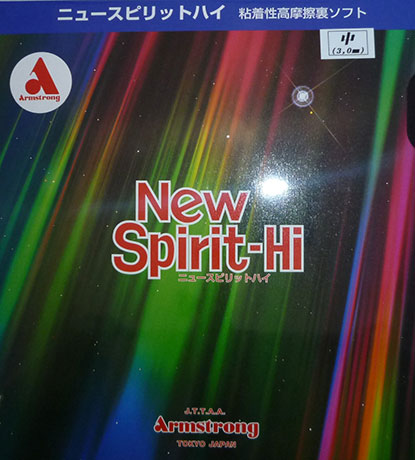 ニュースピリットハイ 粘着性高摩擦裏ソフト
中
(3,0㎜)
Armstrong
New
Spirit-Hi
ニュースピリットハイ
J.T.T.A.A.
Armstrong
TOKYO JAPAN